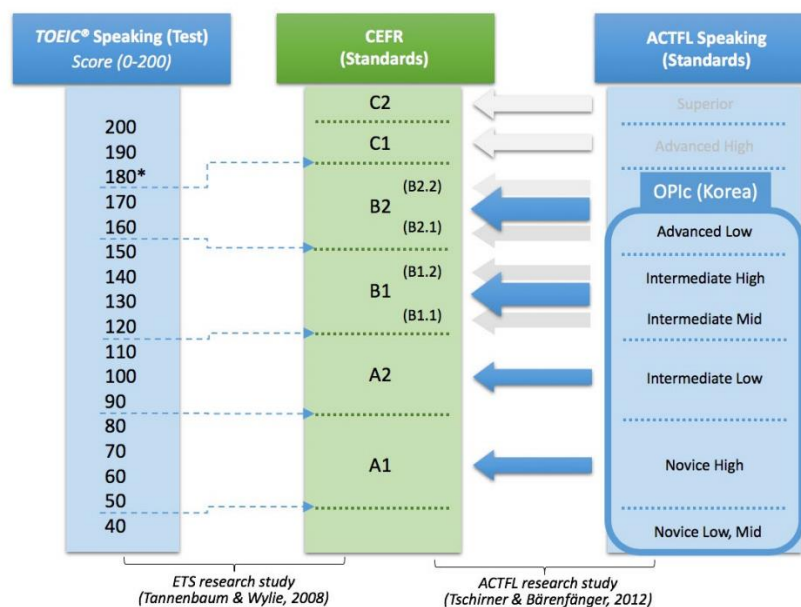 TOEIC® Speaking (Test)
Score (0-200)
200
190
180*
170
160
150
140
130
120
110
100
90
80
70
60
50
40
CEFR
(Standards)
C2
C1
(B2.2)
B2
(B2.1)
(B1.2)
B1
(B1.1)
A2
A1
ACTFL Speaking
(Standards)
Superior
Advanced High
OPIc (Korea)
Advanced Low
Intermediate High
Intermediate Mid
Intermediate Low
Novice High
Novice Low, Mid
ETS research study
(Tannenbaum & Wylie, 2008)
ACTFL research study
(Tschirner & Bärenfänger, 2012)